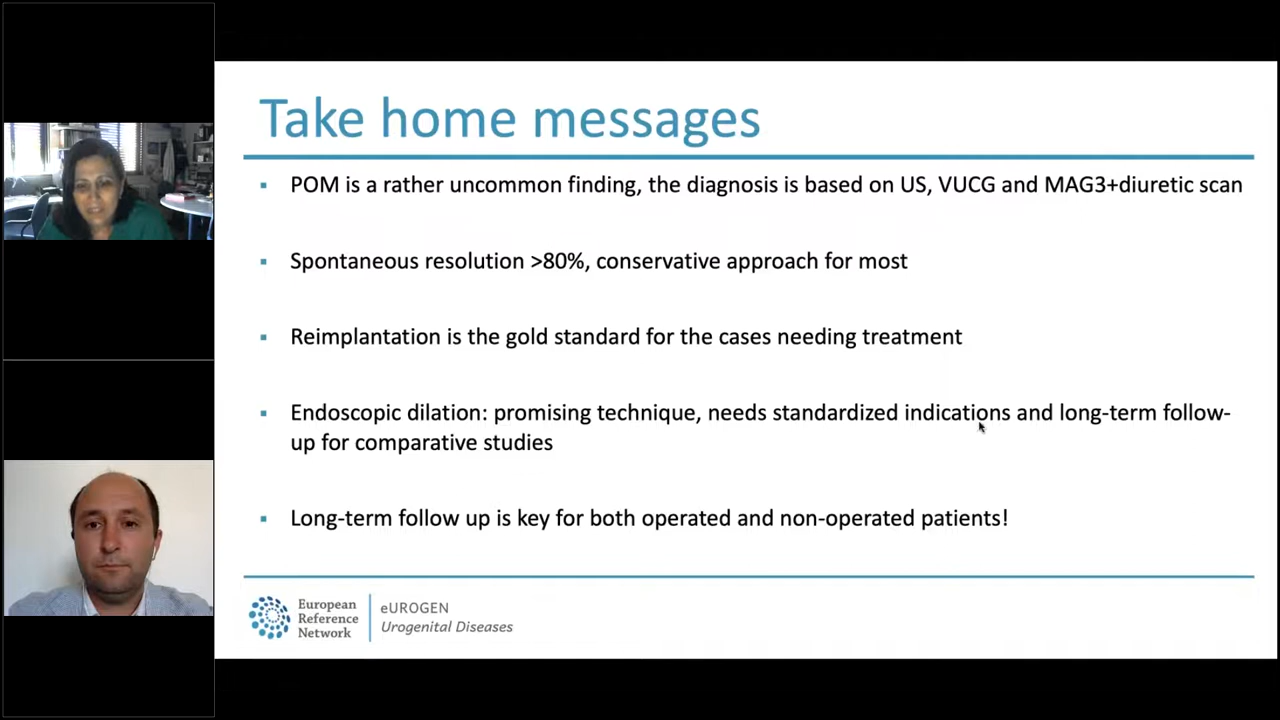 Take home messages
▪ POM is a rather uncommon finding, the diagnosis is based on US, VUCG and MAG3+diuretic scan
▪ Spontaneous resolution >80%, conservative approach for most
▪ Reimplantation is the gold standard for the cases needing treatment
▪ Endoscopic dilation: promising technique, needs standardized indications and long-term follow-
up for comparative studies
▪ Long-term follow up is key for both operated and non-operated patients!
European
Reference
Network
eUROGEN
Urogenital Diseases